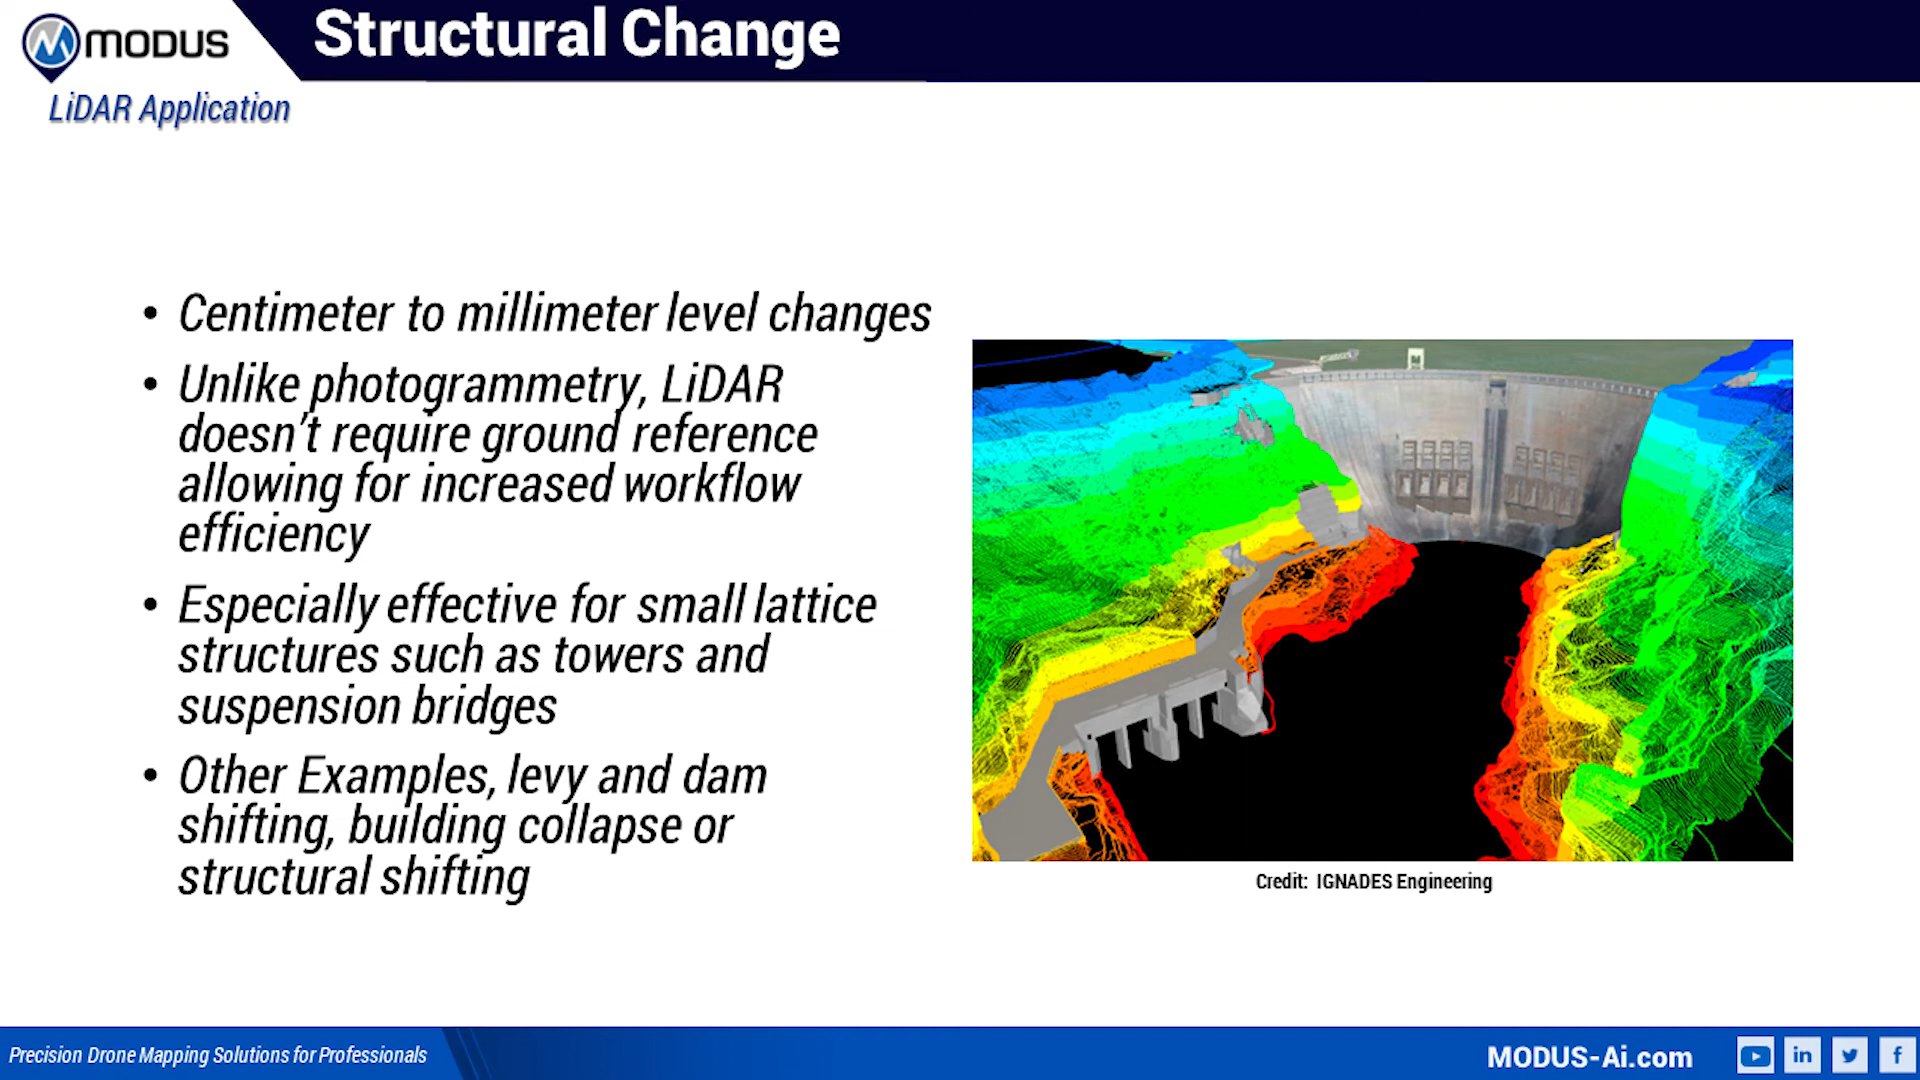 MODUS
Structural Change
LiDAR Application
• Centimeter to millimeter level changes
• Unlike photogrammetry, LiDAR
doesn't require ground reference
allowing for increased workflow
efficiency
• Especially effective for small lattice
structures such as towers and
suspension bridges
• Other Examples, levy and dam
shifting, building collapse or
structural shifting
Credit: IGNADES Engineering
Precision Drone Mapping Solutions for Professionals
MODUS-Ai.com
in
f